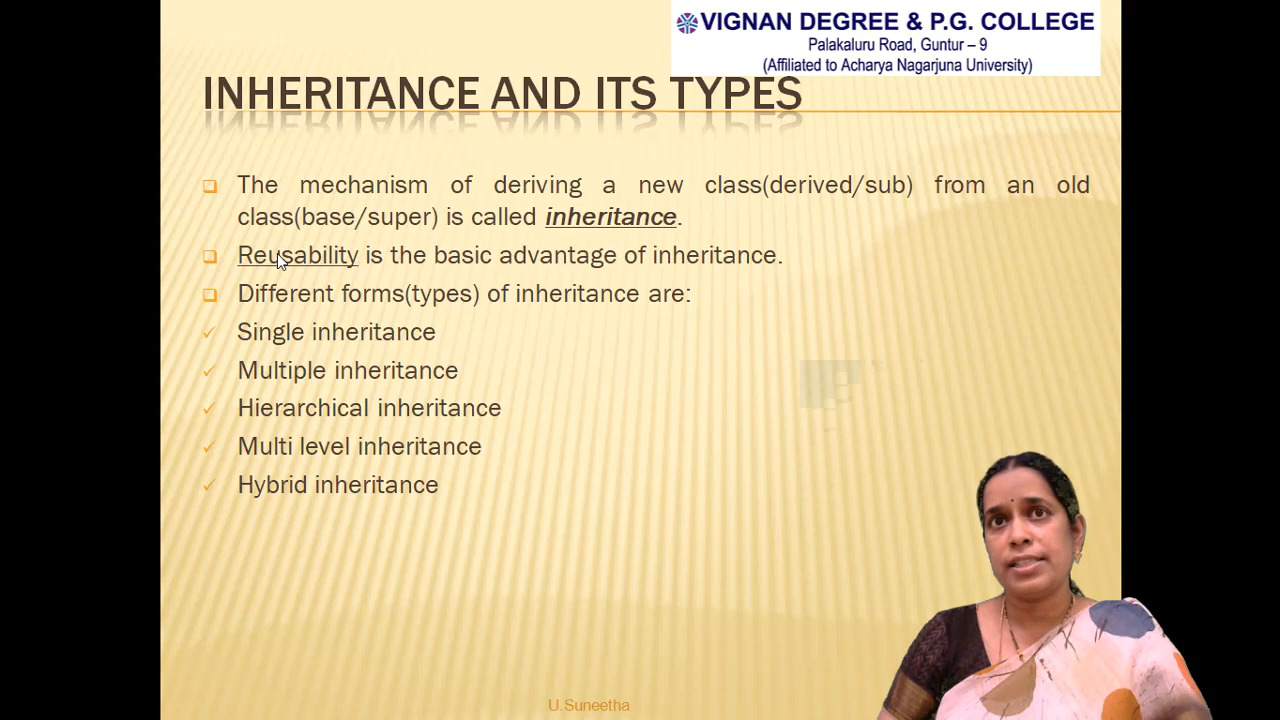 VIGNAN DEGREE & P.G. COLLEGE
Palakaluru Road, Guntur – 9
(Affiliated to Acharya Nagarjuna University)
INHERITANCE AND ITS TYPES
The mechanism of deriving a new class(derived/sub) from an old
class(base/super) is called inheritance.
Reusability is the basic advantage of inheritance.
Different forms(types) of inheritance are:
Single inheritance
Multiple inheritance
Hierarchical inheritance
Multi level inheritance
Hybrid inheritance
U.Suneetha